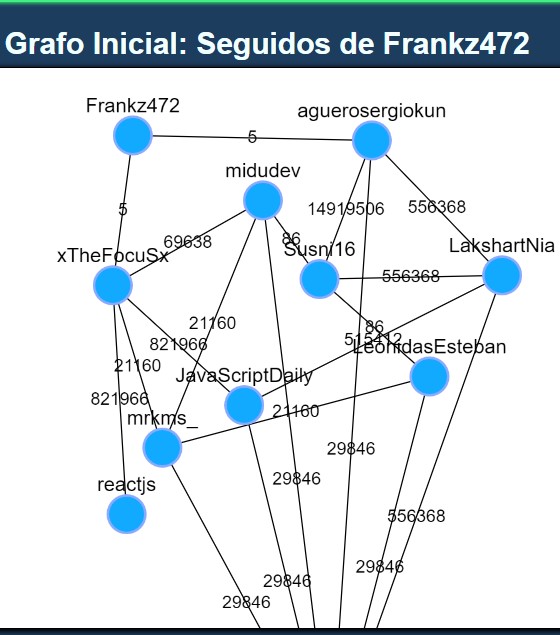 Grafo Inicial: Seguidos de Frankz472
Frankz472
aguerosergiokun
5
midudev
5
14919506
556368
69638
86
Susni16
LakshartNia
xTheFocuSx
556368
21160
86
821966
515412
LeonidasEsteban
21160
JavaScriptDaily
821966
21160
mrkms_
29846
29846
reactjs
556368
29846
29846
29846